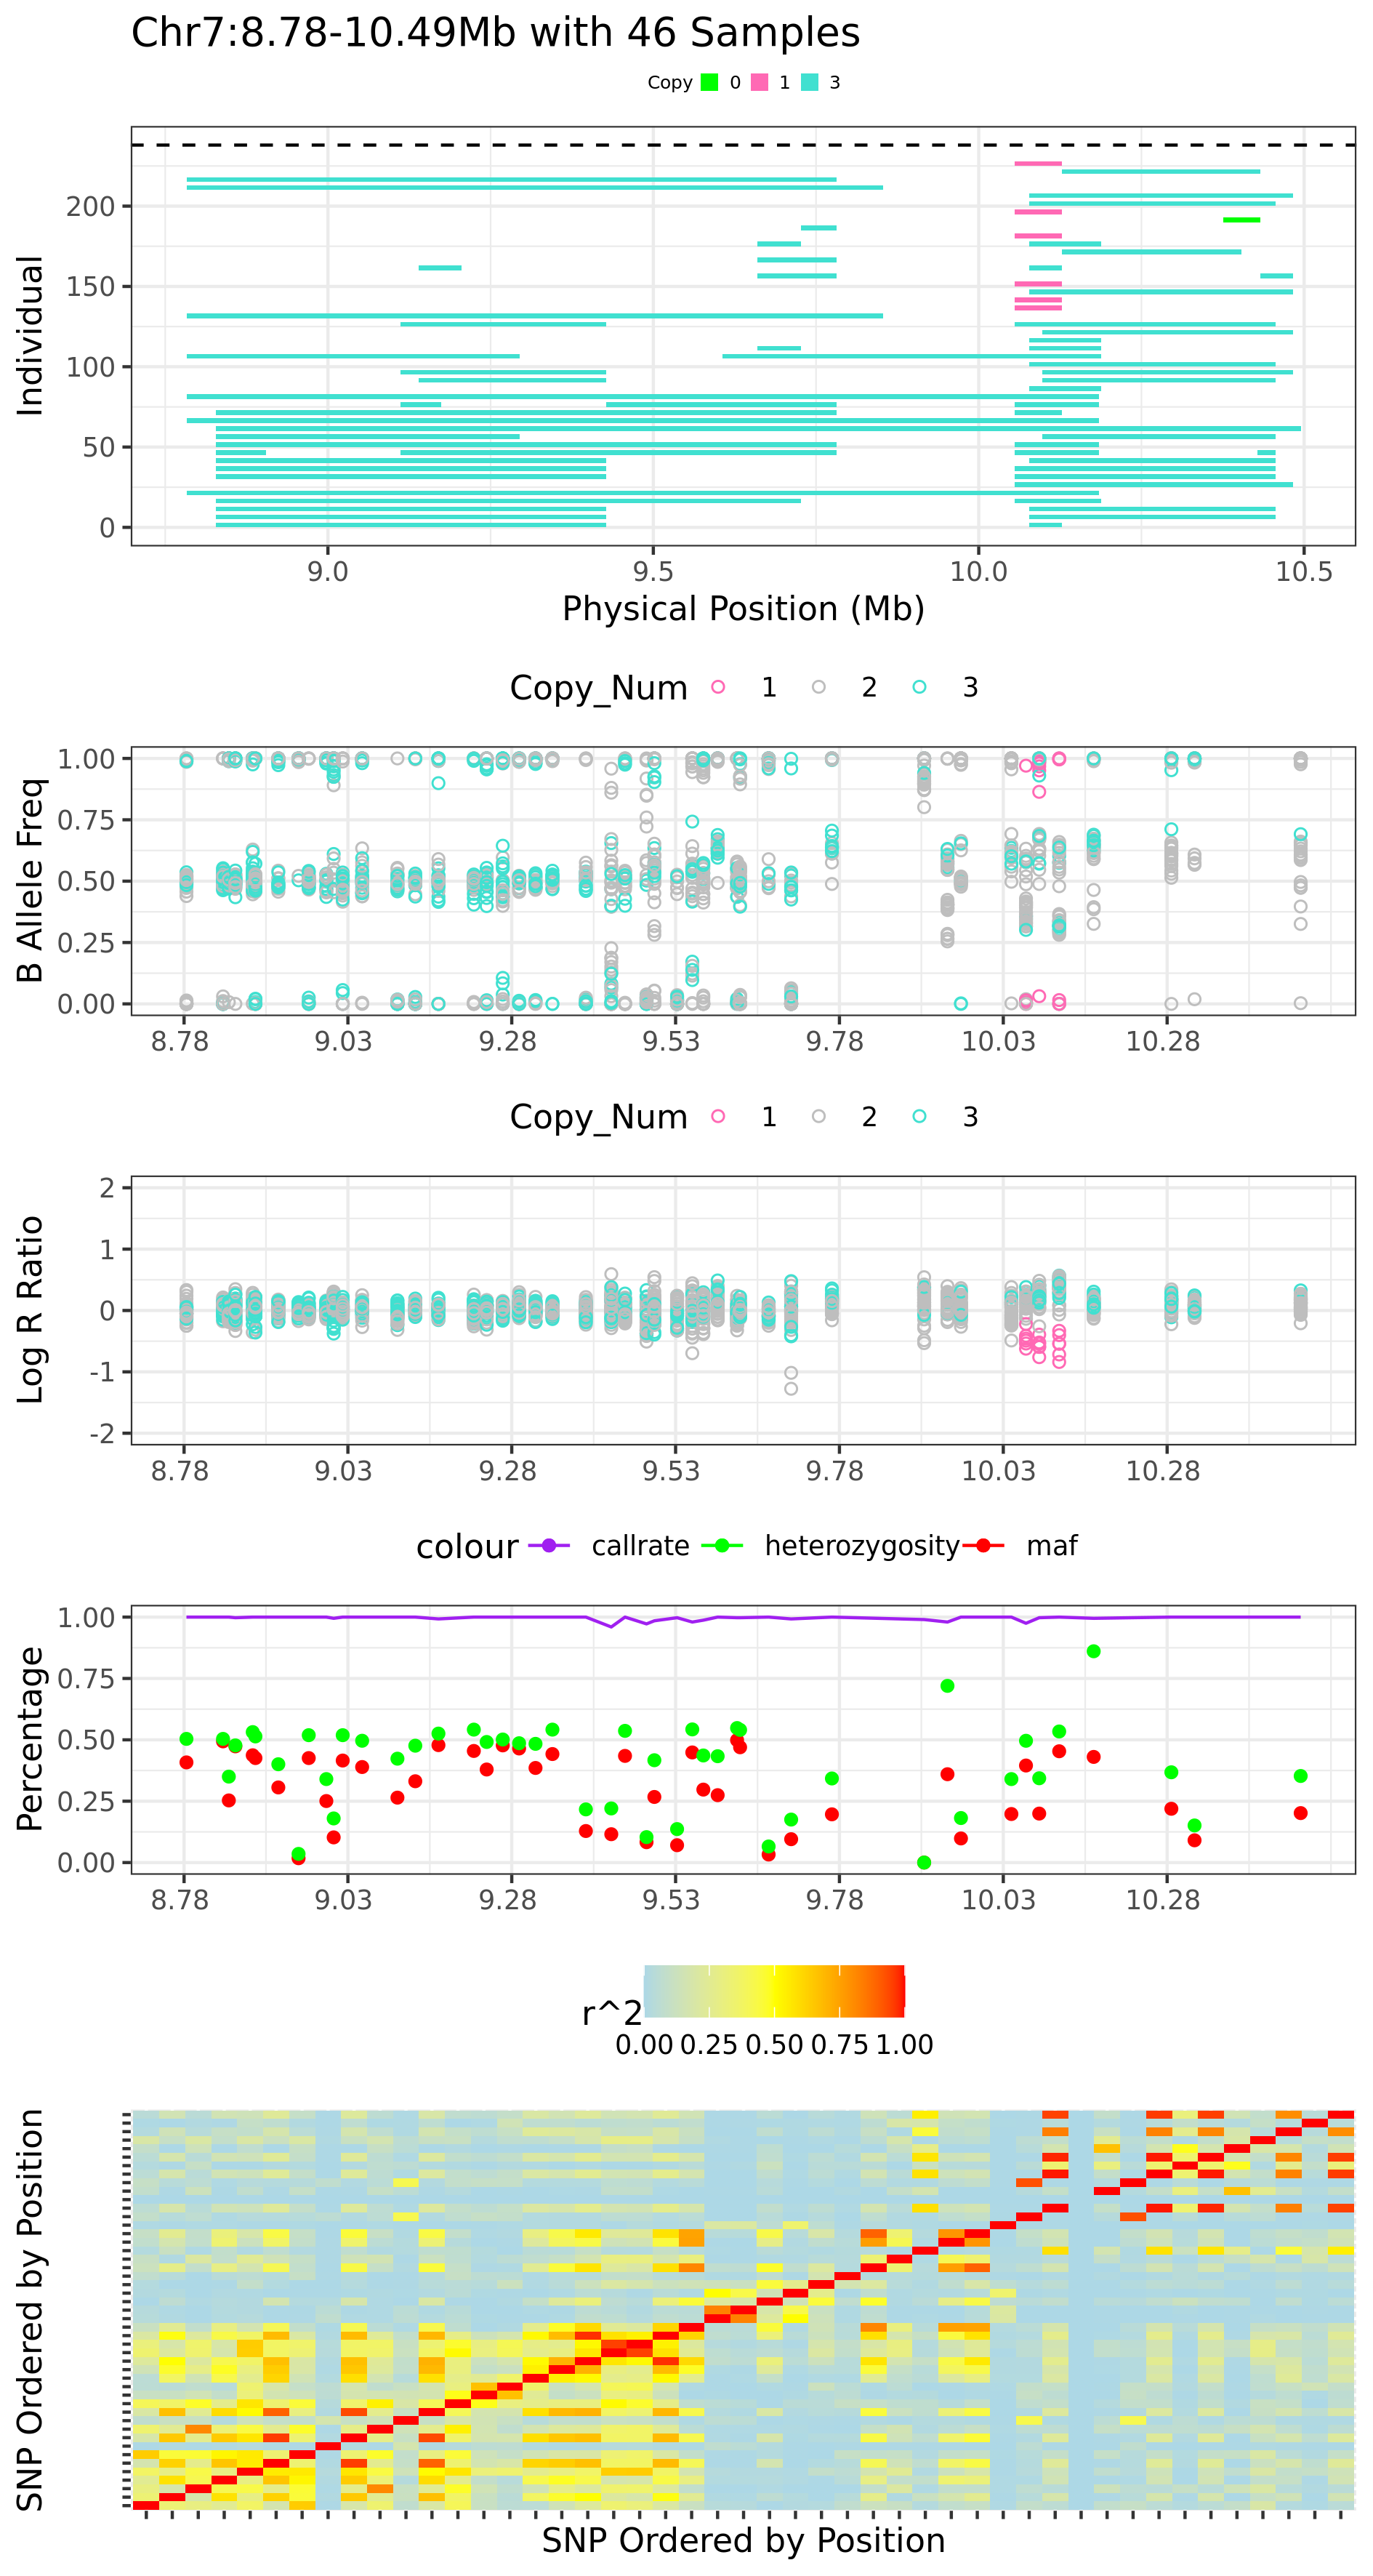 Chr7:8.78-10.49Mb with 46 Samples
Copy 0 1 3
Individual
200
150
100
50
0
9.0 9.5 10.0 10.5
Physical Position (Mb)
Copy_Num 1 2 3
B Allele Freq
1.00
0.75
0.50
0.25
0.00
8.78 9.03 9.28 9.53 9.78 10.03 10.28
Copy_Num 1 2 3
Log R Ratio
2
1
0
-1
-2
8.78 9.03 9.28 9.53 9.78 10.03 10.28
colour callrate heterozygosity maf
Percentage
1.00
0.75
0.50
0.25
0.00
8.78 9.03 9.28 9.53 9.78 10.03 10.28
r^2
0.00 0.25 0.50 0.75 1.00
SNP Ordered by Position
SNP Ordered by Position